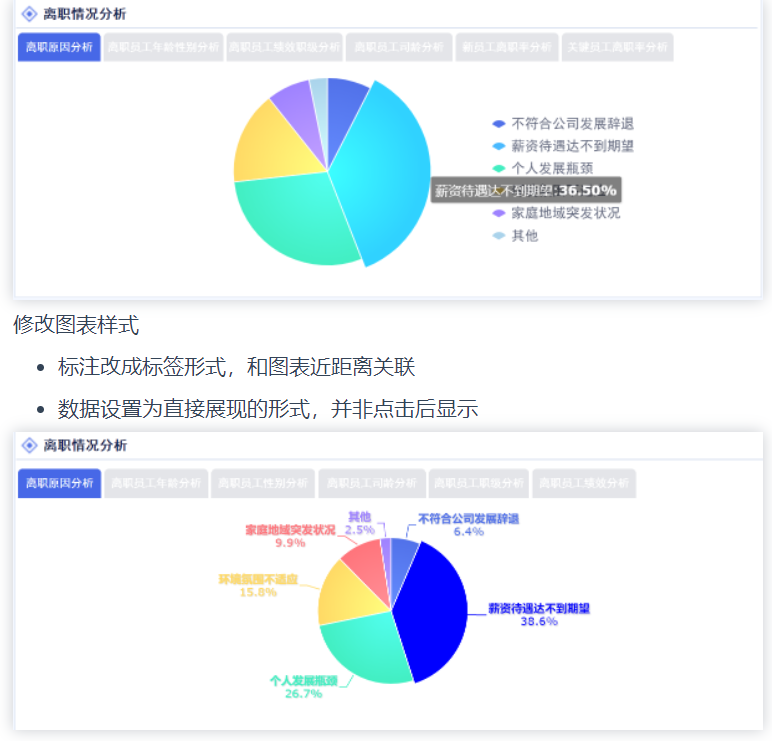 离职情况分析
离职原因分析 离职员工年龄性别分析 离职员工绩效职级分析 离职员工司龄分析 新员工离职率分析 关键员工离职率分析
不符合公司发展辞退
薪资待遇达不到期望
个人发展瓶颈
薪资待遇达不到期望: 36.50%
家庭地域突发状况
其他
修改图表样式
• 标注改成标签形式，和图表近距离关联
• 数据设置为直接展现的形式，并非点击后显示
离职情况分析
离职原因分析 离职员工年龄分析 离职员工性别分析 离职员工司龄分析 离职员工职级分析 离职员工绩效分析
其他
2.5%
不符合公司发展辞退
6.4%
家庭地域突发状况
9.9%
环境氛围不适应
15.8%
薪资待遇达不到期望
38.6%
个人发展瓶颈
26.7%